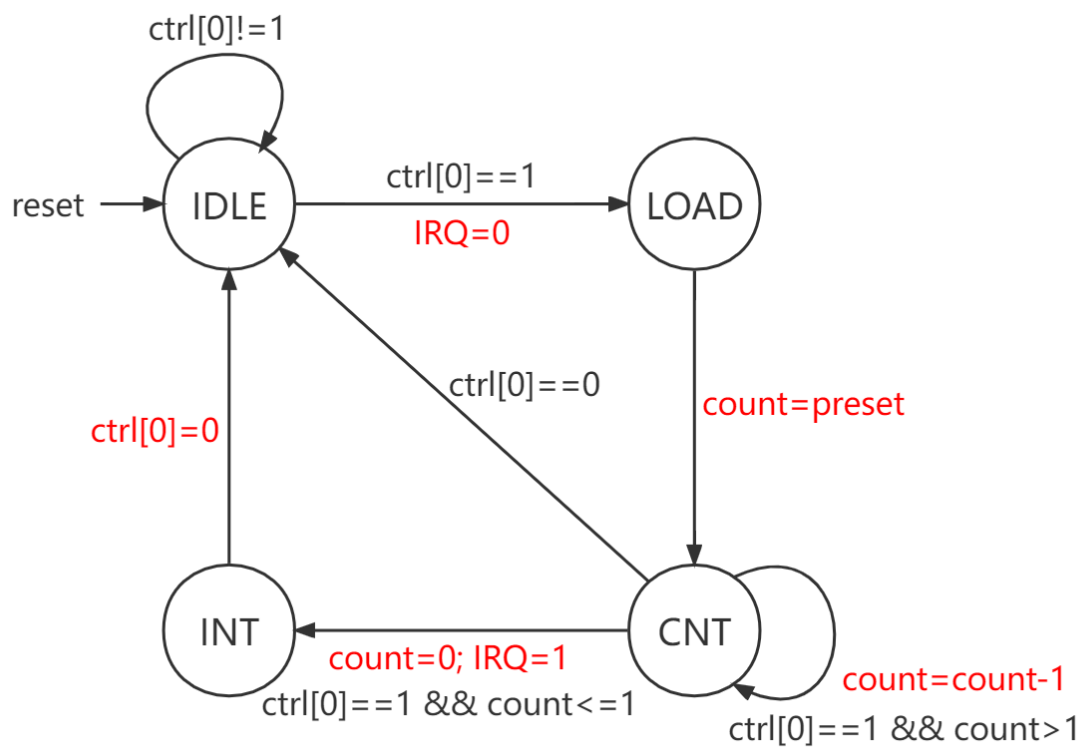 ctrl[0]!=1
reset
IDLE
ctrl[0]==1
IRQ=0
LOAD
ctrl[0]==0
count=preset
ctrl[0]=0
INT
CNT
count=0; IRQ=1
ctrl[0]==1 && count<=1
count=count-1
ctrl[0]==1 && count>1